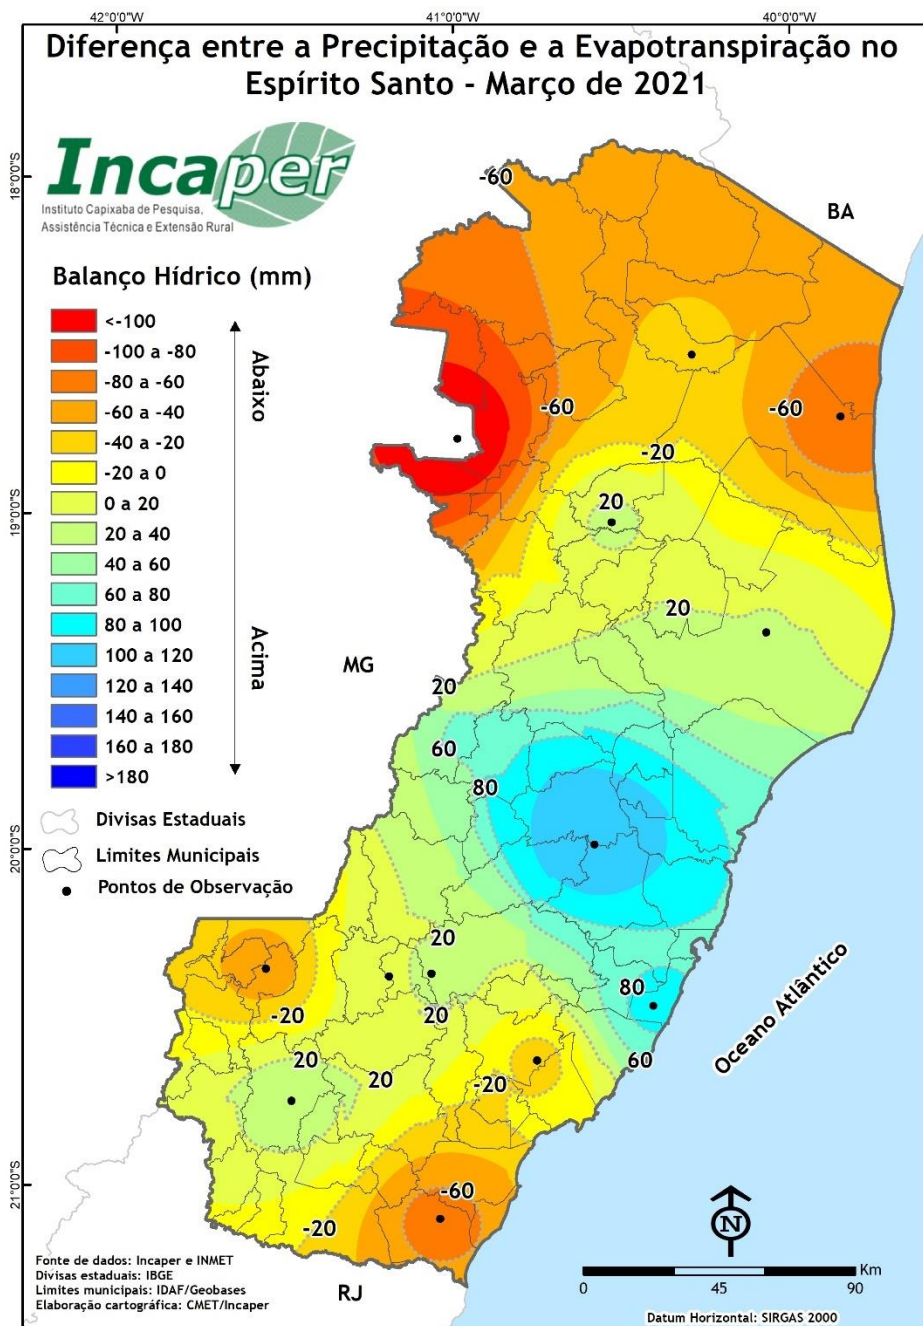 42°0'0"W
41°0'0"W
40°0'0"W
Diferença entre a Precipitação e a Evapotranspiração no
Espírito Santo - Março de 2021
Incaper
Instituto Capixaba de Pesquisa,
Assistência Técnica e Extensão Rural
18°0'0"S
19°0'0"S
20°0'0"S
21°0'0"S
Balanço Hídrico (mm)
<-100
-100 a -80
-80 a -60
-60 a -40
-40 a -20
-20 a 0
0 a 20
20 a 40
40 a 60
60 a 80
80 a 100
100 a 120
120 a 140
140 a 160
160 a 180
>180
Abaixo
Acima
Divisas Estaduais
Limites Municipais
Pontos de Observação
-60
BA
-60
-60
-20
20
20
MG
20
60
80
20
80
20
-20
60
20
20
-20
-60
-20
Oceano Atlântico
N
RJ
Fonte de dados: Incaper e INMET
Divisas estaduais: IBGE
Limites municipais: IDAF/Geobases
Elaboração cartográfica: CMET/Incaper
Km
0
45
90
Datum Horizontal: SIRGAS 2000